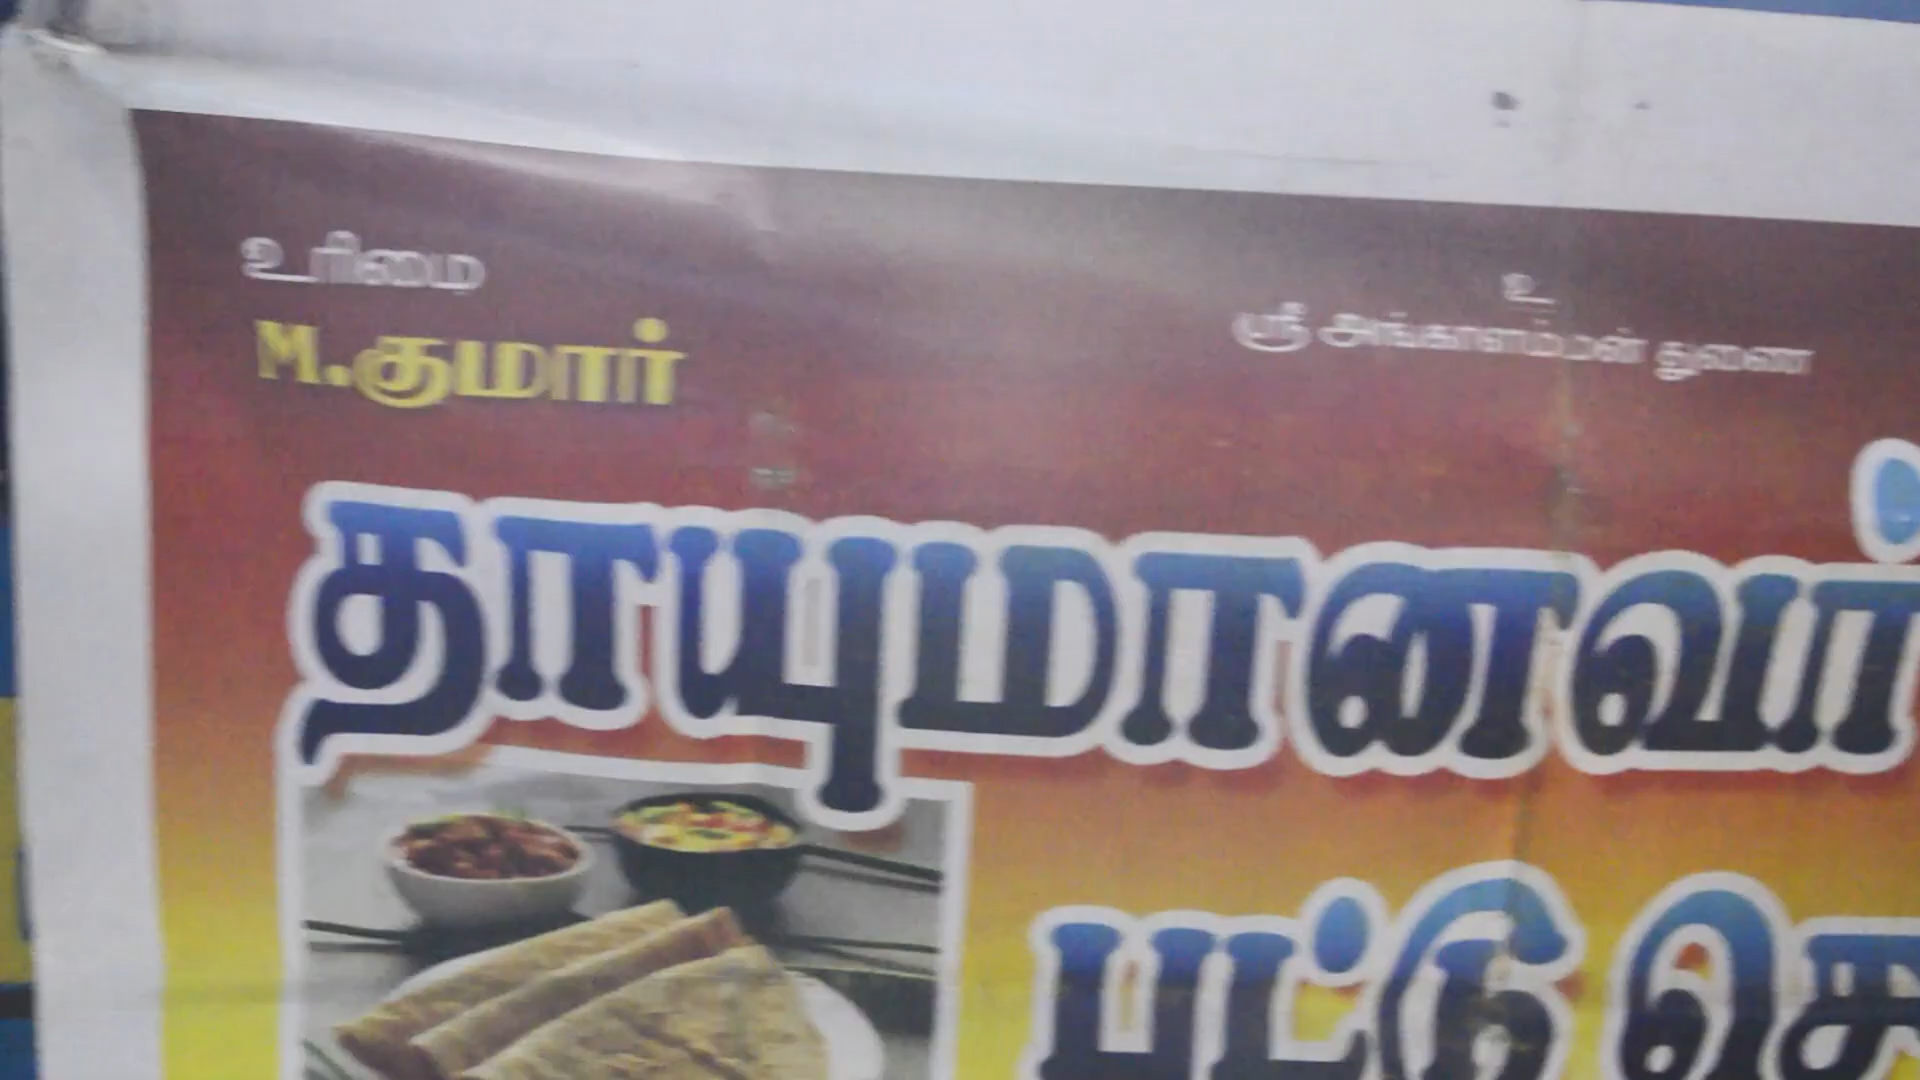 உரிமை
M.குமார்
உ
ஸ்ரீ அங்காளம்மன் துணை
தாயுமானவர்